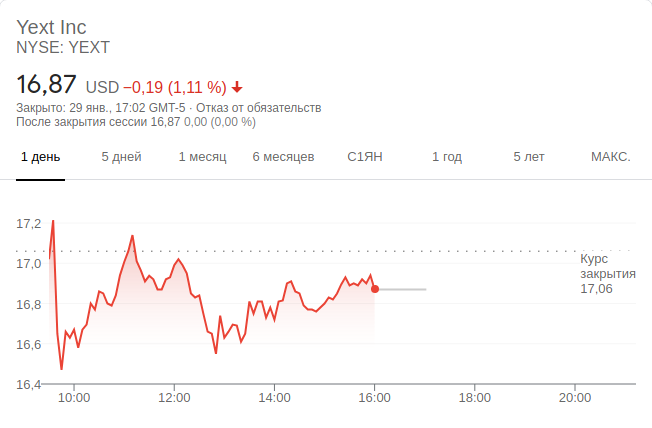 Yext Inc
NYSE: YEXT
16,87 USD −0,19 (1,11 %)
Закрыто: 29 янв., 17:02 GMT-5 · Отказ от обязательств
После закрытия сессии 16,87 0,00 (0,00 %)
1 день 5 дней 1 месяц 6 месяцев С1ЯН 1 год 5 лет МАКС.
17,2
17,0
16,8
16,6
16,4
Курс
закрытия
17,06
10:00 12:00 14:00 16:00 18:00 20:00